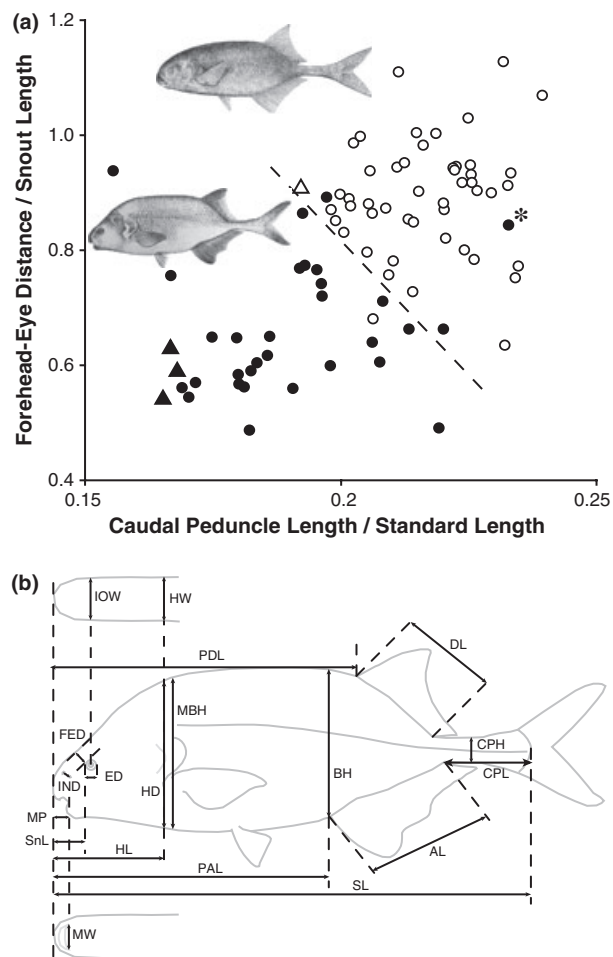 (a)
1.2
1.0
0.8
0.6
0.4
Forehead-Eye Distance / Snout Length
*
0.15
0.2
0.25
Caudal Peduncle Length / Standard Length
(b)
IOW
HW
PDL
DL
MBH
FED
CPH
IND
ED
HD
BH
CPL
MP
SnL
HL
AL
PAL
SL
MW